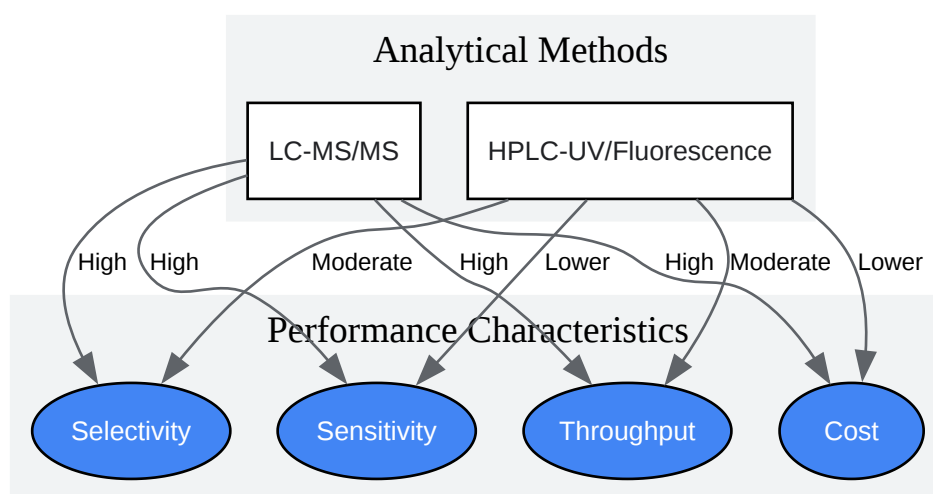 Analytical Methods
LC-MS/MS
HPLC-UV/Fluorescence
High
High
Moderate
High
Lower
High
Moderate
Lower
Performance Characteristics
Selectivity
Sensitivity
Throughput
Cost